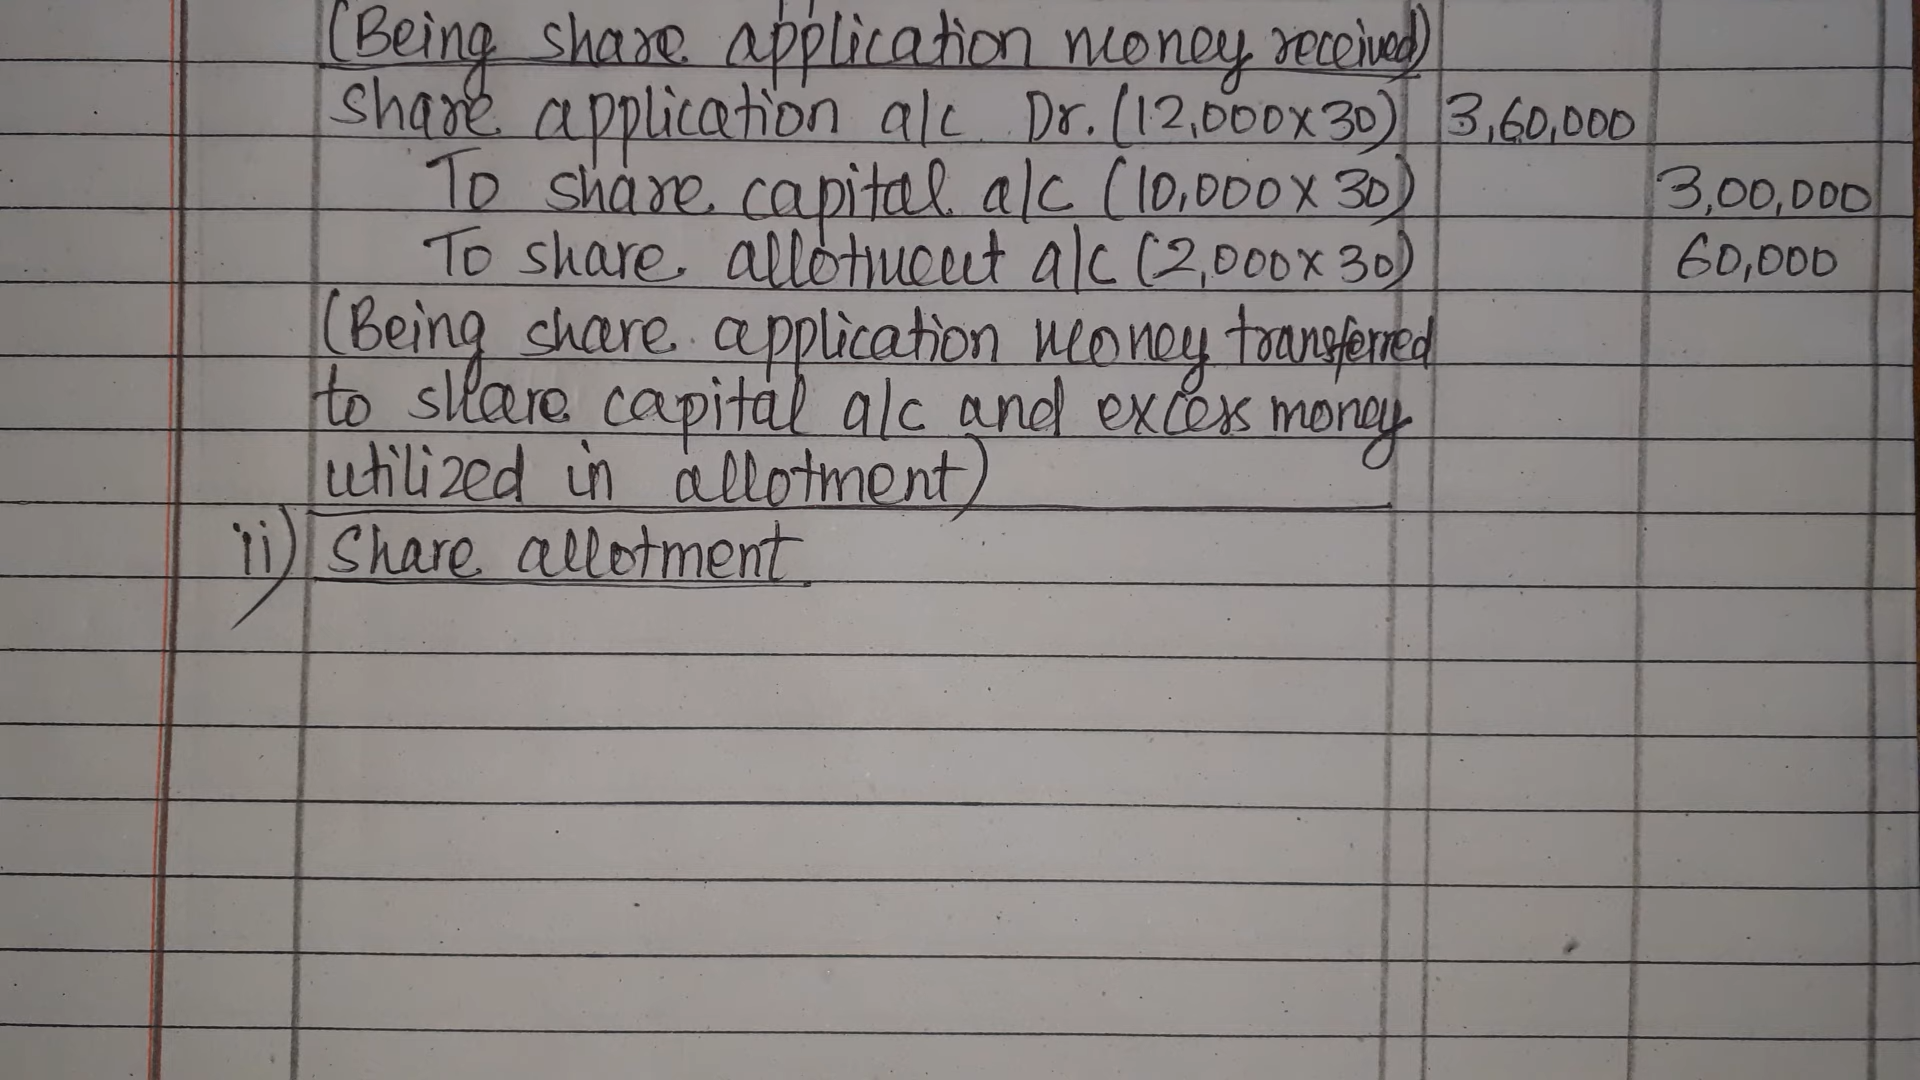 (Being share application money received)
Share application a/c Dr. (12,000x30) 3,60,000
To share capital a/c (10,000x30) 3,00,000
To share allotment a/c (2,000x30) 60,000
(Being share application money transferred
to share capital a/c and excess money
utilized in allotment)
ii) Share allotment